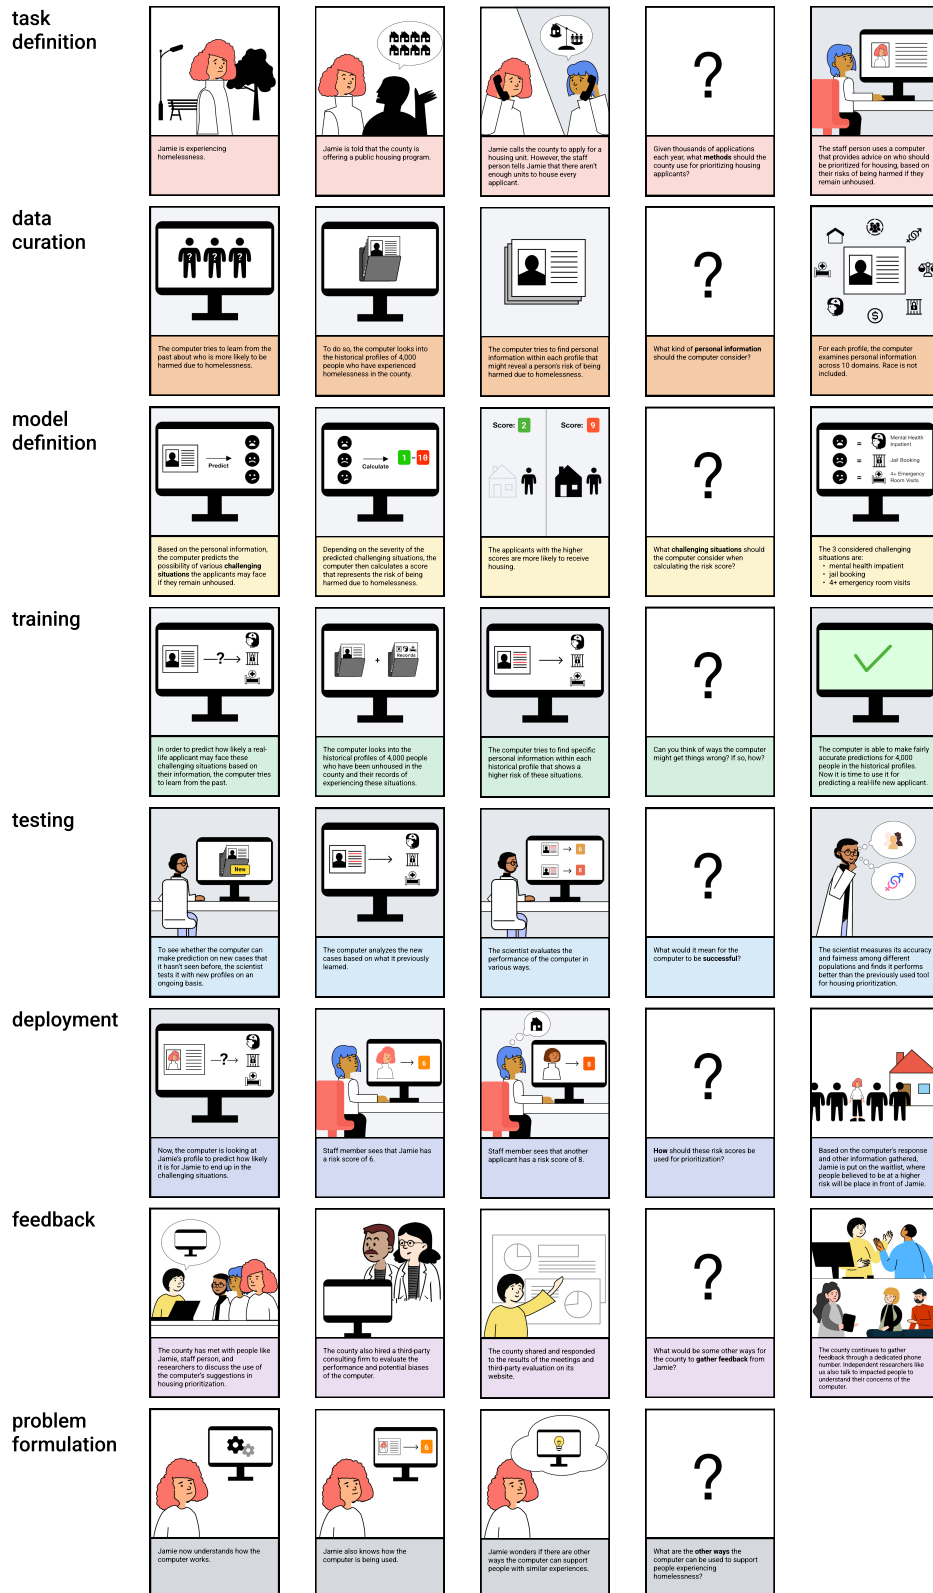 task
definition
Jamie is experiencing
homelessness.
Jamie is told that the county is
offering a public housing program.
Jamie calls the county to apply for a
housing unit. However, the staff
person tells Jamie that there aren't
enough units to house every
applicant.
?
Given thousands of applications
each year, what methods should the
county use for prioritizing housing
applicants?
The staff person uses a computer
that provides advice on who should
be prioritized for housing, based on
their risks of being harmed if they
remain unhoused.
data
curation
? ? ?
The computer tries to learn from the
past about who is more likely to be
harmed due to homelessness.
To do so, the computer looks into
the historical profiles of 4,000
people who have experienced
homelessness in the county.
The computer tries to find personal
information within each profile that
might reveal a person's risk of being
harmed due to homelessness.
?
What kind of personal information
should the computer consider?
$
For each profile, the computer
examines personal information
across 10 domains. Race is not
included.
model
definition
Predict
Based on the personal information,
the computer predicts the
possibility of various challenging
situations the applicants may face
if they remain unhoused.
Calculate
1 - 10
Depending on the severity of the
predicted challenging situations, the
computer then calculates a score
that represents the risk of being
harmed due to homelessness.
Score: 2
Score: 9
The applicants with the higher
scores are more likely to receive
housing.
?
What challenging situations should
the computer consider when
calculating the risk score?
= Mental Health
Inpatient
= Jail Booking
= 4+ Emergency
Room Visits
The 3 considered challenging
situations are:
• mental health impatient
• jail booking
• 4+ emergency room visits
training
?
In order to predict how likely a real-
life applicant may face these
challenging situations based on
their information, the computer tries
to learn from the past.
+
Records
The computer looks into the
historical profiles of 4,000 people
who have been unhoused in the
county and their records of
experiencing these situations.
The computer tries to find specific
personal information within each
historical profile that shows a
higher risk of these situations.
?
Can you think of ways the computer
might get things wrong? If so, how?
The computer is able to make fairly
accurate predictions for 4,000
people in the historical profiles.
Now it is time to use it for
predicting a real-life new applicant.
testing
New
To see whether the computer can
make prediction on new cases that
it hasn't seen before, the scientist
tests it with new profiles on an
ongoing basis.
The computer analyzes the new
cases based on what it previously
learned.
6
8
The scientist evaluates the
performance of the computer in
various ways.
?
What would it mean for the
computer to be successful?
The scientist measures its accuracy
and fairness among different
populations and finds it performs
better than the previously used tool
for housing prioritization.
deployment
?
Now, the computer is looking at
Jamie's profile to predict how likely
it is for Jamie to end up in the
challenging situations.
6
Staff member sees that Jamie has
a risk score of 6.
8
Staff member sees that another
applicant has a risk score of 8.
?
How should these risk scores be
used for prioritization?
Based on the computer's response
and other information gathered,
Jamie is put on the waitlist, where
people believed to be at a higher
risk will be place in front of Jamie.
feedback
The county has met with people like
Jamie, staff person, and
researchers to discuss the use of
the computer's suggestions in
housing prioritization.
The county also hired a third-party
consulting firm to evaluate the
performance and potential biases
of the computer.
The county shared and responded
to the results of the meetings and
third-party evaluation on its
website.
?
What would be some other ways for
the county to gather feedback from
Jamie?
The county continues to gather
feedback through a dedicated phone
number. Independent researchers like
us also talk to impacted people to
understand their concerns of the
computer.
problem
formulation
Jamie now understands how the
computer works.
6
Jamie also knows how the
computer is being used.
Jamie wonders if there are other
ways the computer can support
people with similar experiences.
?
What are the other ways the
computer can be used to support
people experiencing
homelessness?